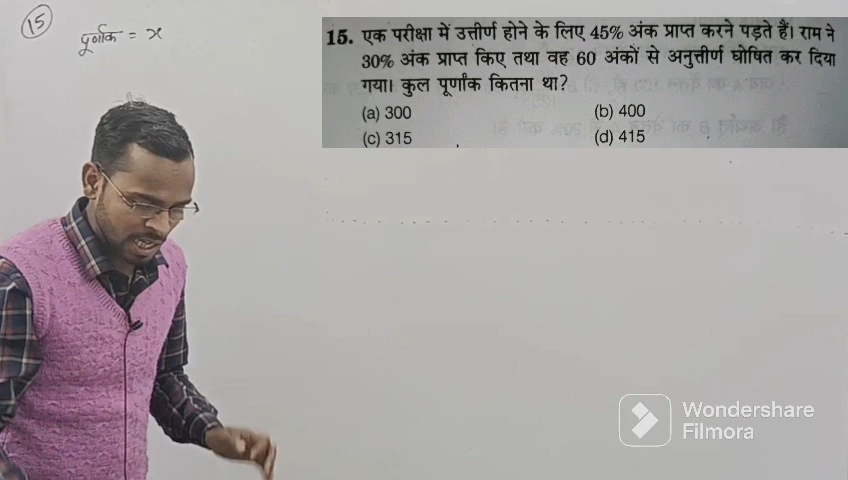 15
पूर्णांक = x
15. एक परीक्षा में उत्तीर्ण होने के लिए 45% अंक प्राप्त करने पड़ते हैं। राम ने
30% अंक प्राप्त किए तथा वह 60 अंकों से अनुत्तीर्ण घोषित कर दिया
गया। कुल पूर्णांक कितना था?
(a) 300
(b) 400
(c) 315
(d) 415
Wondershare
Filmora